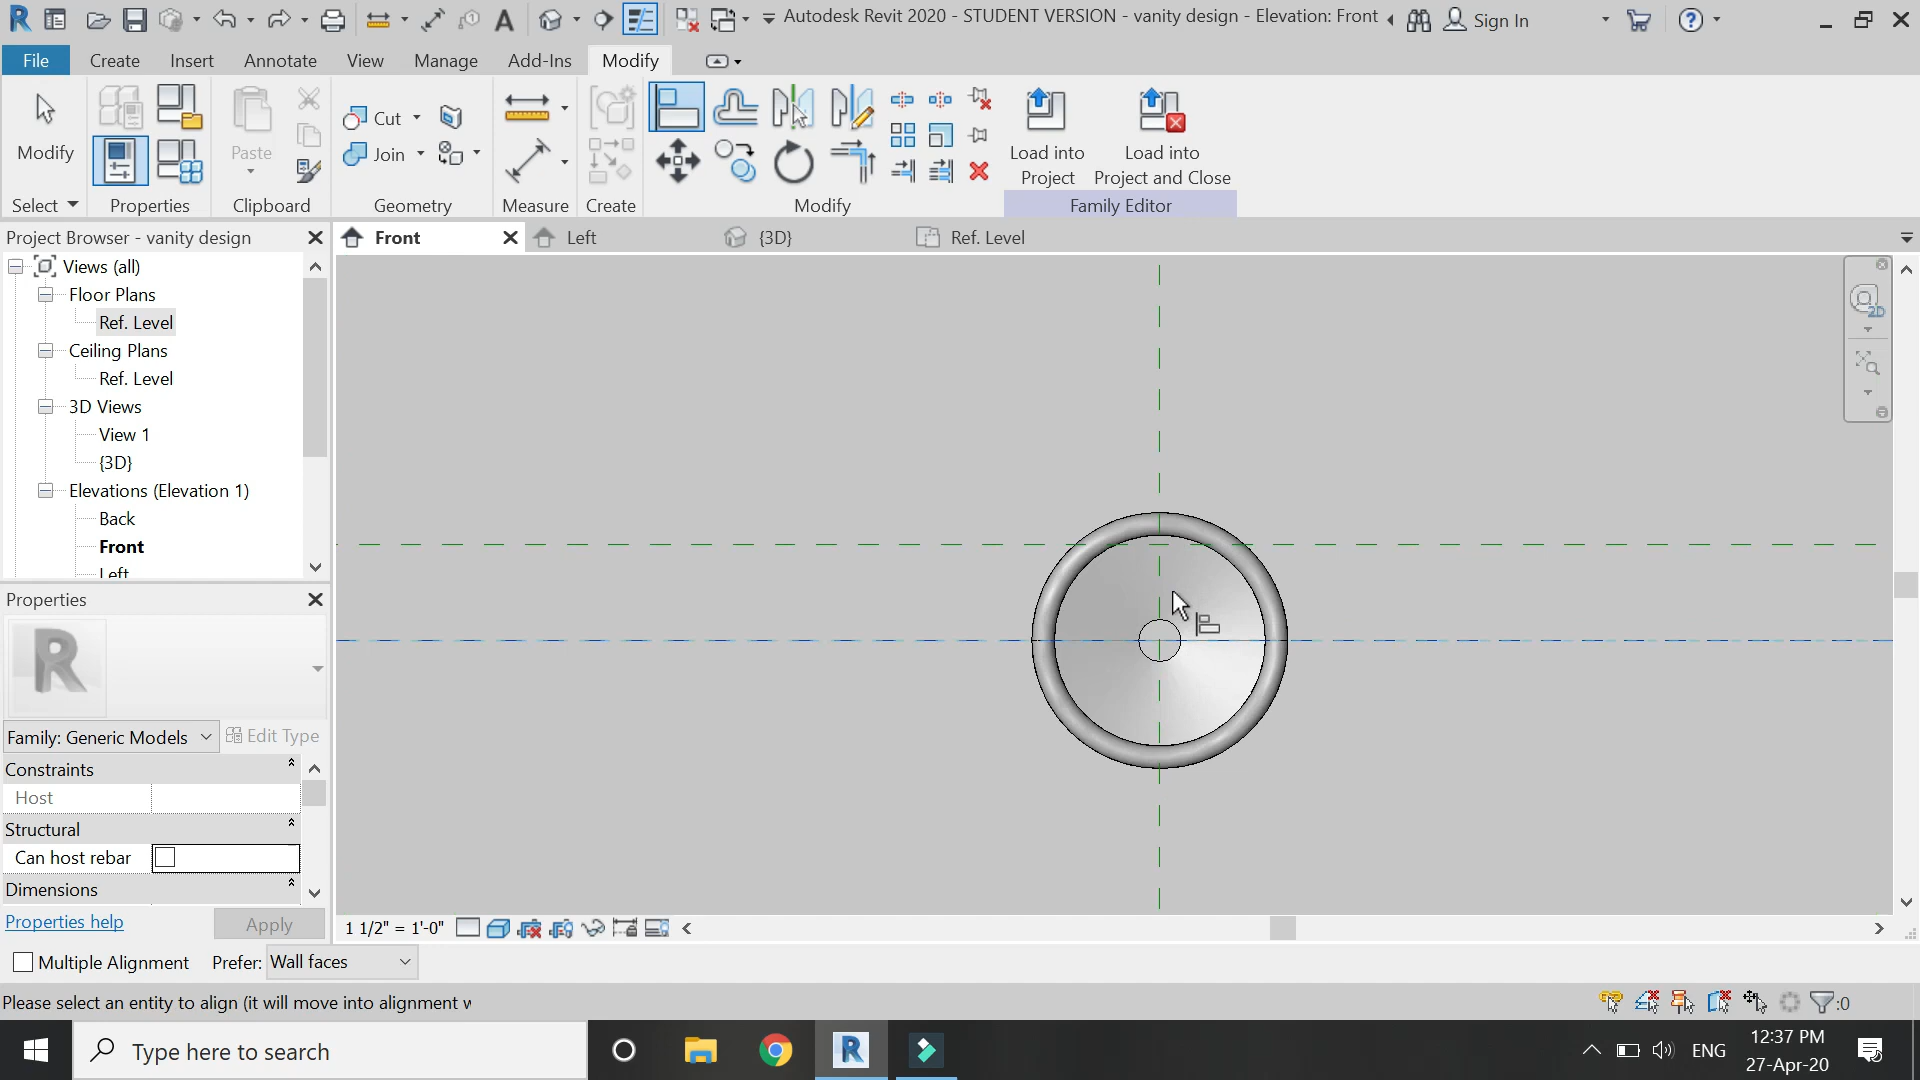 Autodesk Revit 2020 - STUDENT VERSION - vanity design - Elevation: Front
Sign In
File Create Insert Annotate View Manage Add-Ins Modify
Modify
Paste
Cut
Join
Load into Project
Load into Project and Close
Select Properties Clipboard Geometry Measure Create Modify Family Editor
Project Browser - vanity design
Front Left {3D} Ref. Level
Views (all)
Floor Plans
Ref. Level
Ceiling Plans
Ref. Level
3D Views
View 1
{3D}
Elevations (Elevation 1)
Back
Front
Left
Properties
Family: Generic Models
Edit Type
Constraints
Host
Structural
Can host rebar
Dimensions
Properties help
Apply
1 1/2" = 1'-0"
2D
Multiple Alignment Prefer: Wall faces
Please select an entity to align (it will move into alignment w
:0
Type here to search
ENG
12:37 PM
27-Apr-20